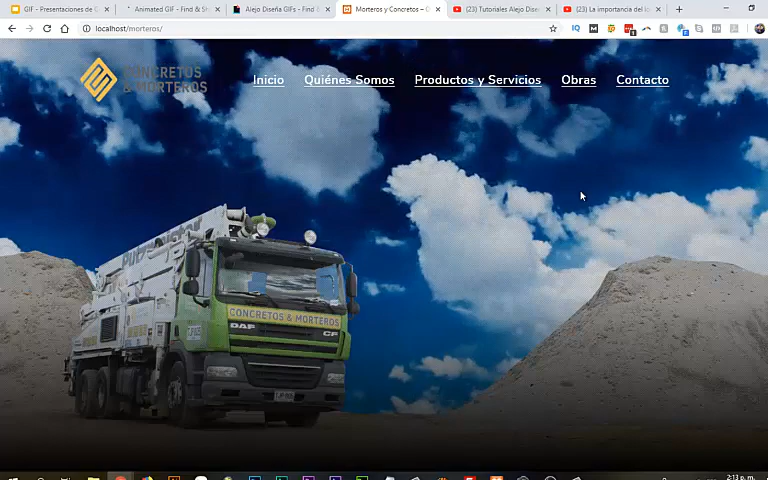 GIF - Presentaciones de G
Animated GIF - Find & Sh
Alejo Diseña GIFs - Find &
Morteros y Concretos – O
(23) Tutoriales Alejo Dise
(23) La importancia del l
localhost/morteros/
CONCRETOS
& MORTEROS
Inicio
Quiénes Somos
Productos y Servicios
Obras
Contacto
Putzmeister
CONCRETOS & MORTEROS
DAF
CF
2:13 p. m.